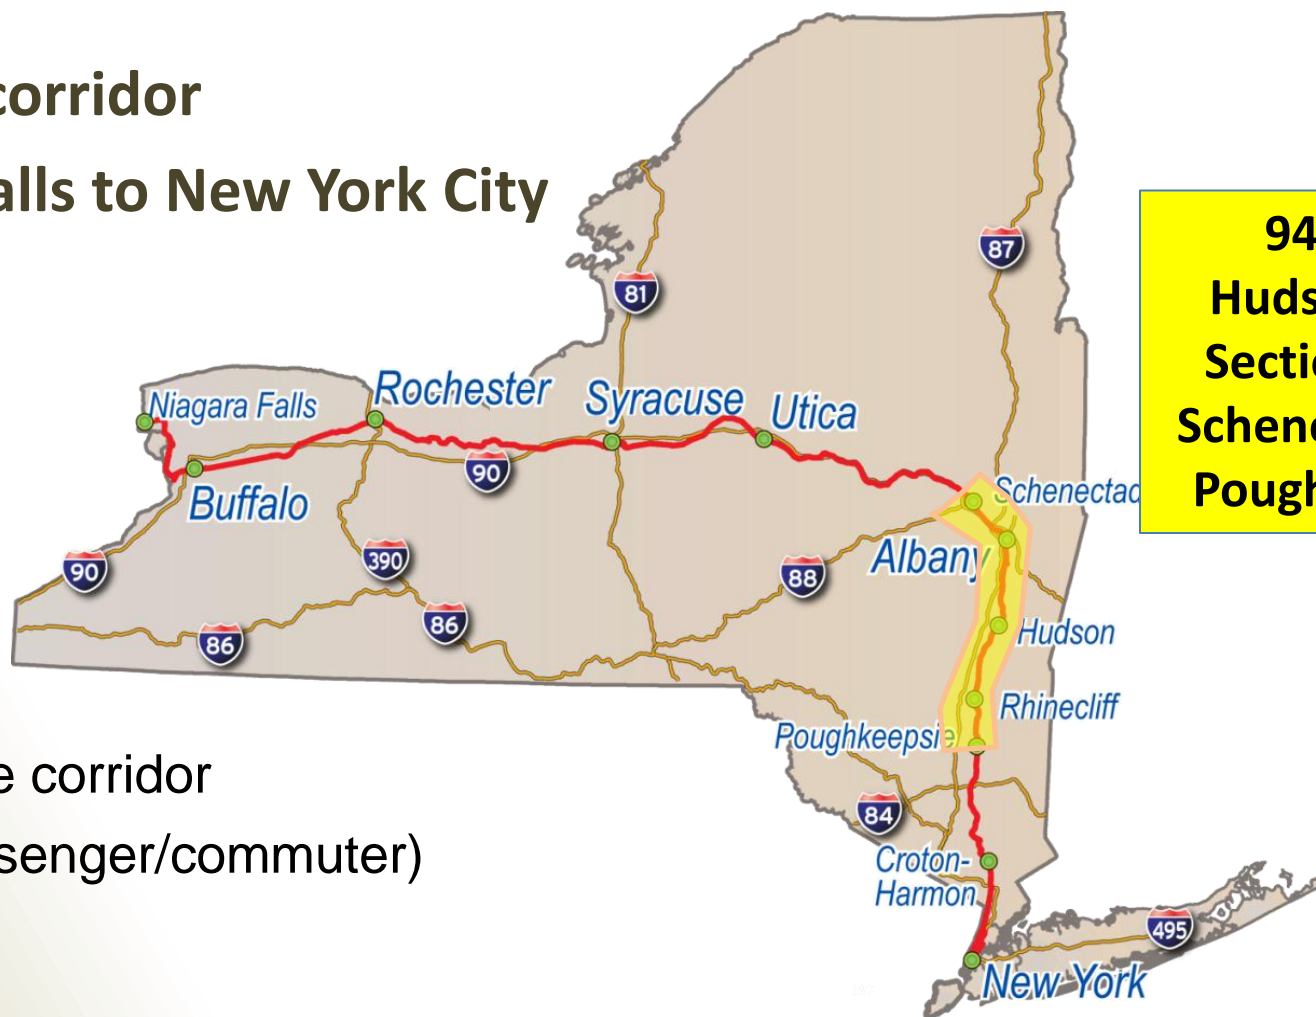 corridor
alls to New York City
94
Huds
Sectio
Schene
Pough
87
81
Niagara Falls
Rochester
Syracuse
Utica
90
Buffalo
Schenectad
Albany
90
390
88
86
86
Hudson
Rhinecliff
Poughkeepsie
e corridor
senger/commuter)
84
Croton-
Harmon
495
New York